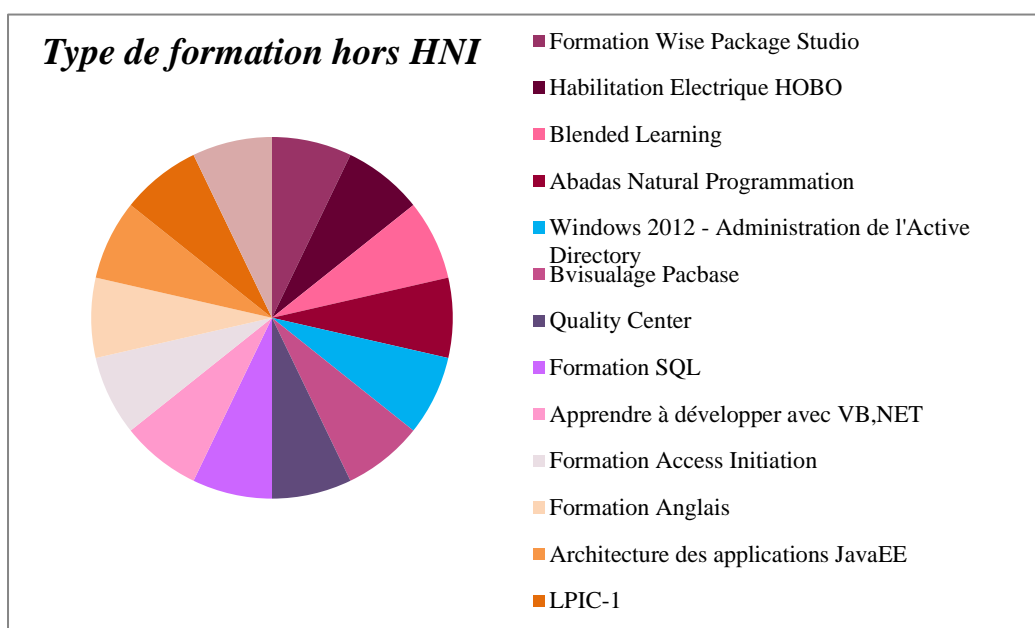 Type de formation hors HNI
Formation Wise Package Studio
Habilitation Electrique HOBO
Blended Learning
Abadas Natural Programmation
Windows 2012 - Administration de l'Active
Directory
Bvisualage Pacbase
Quality Center
Formation SQL
Apprendre à développer avec VB,NET
Formation Access Initiation
Formation Anglais
Architecture des applications JavaEE
LPIC-1